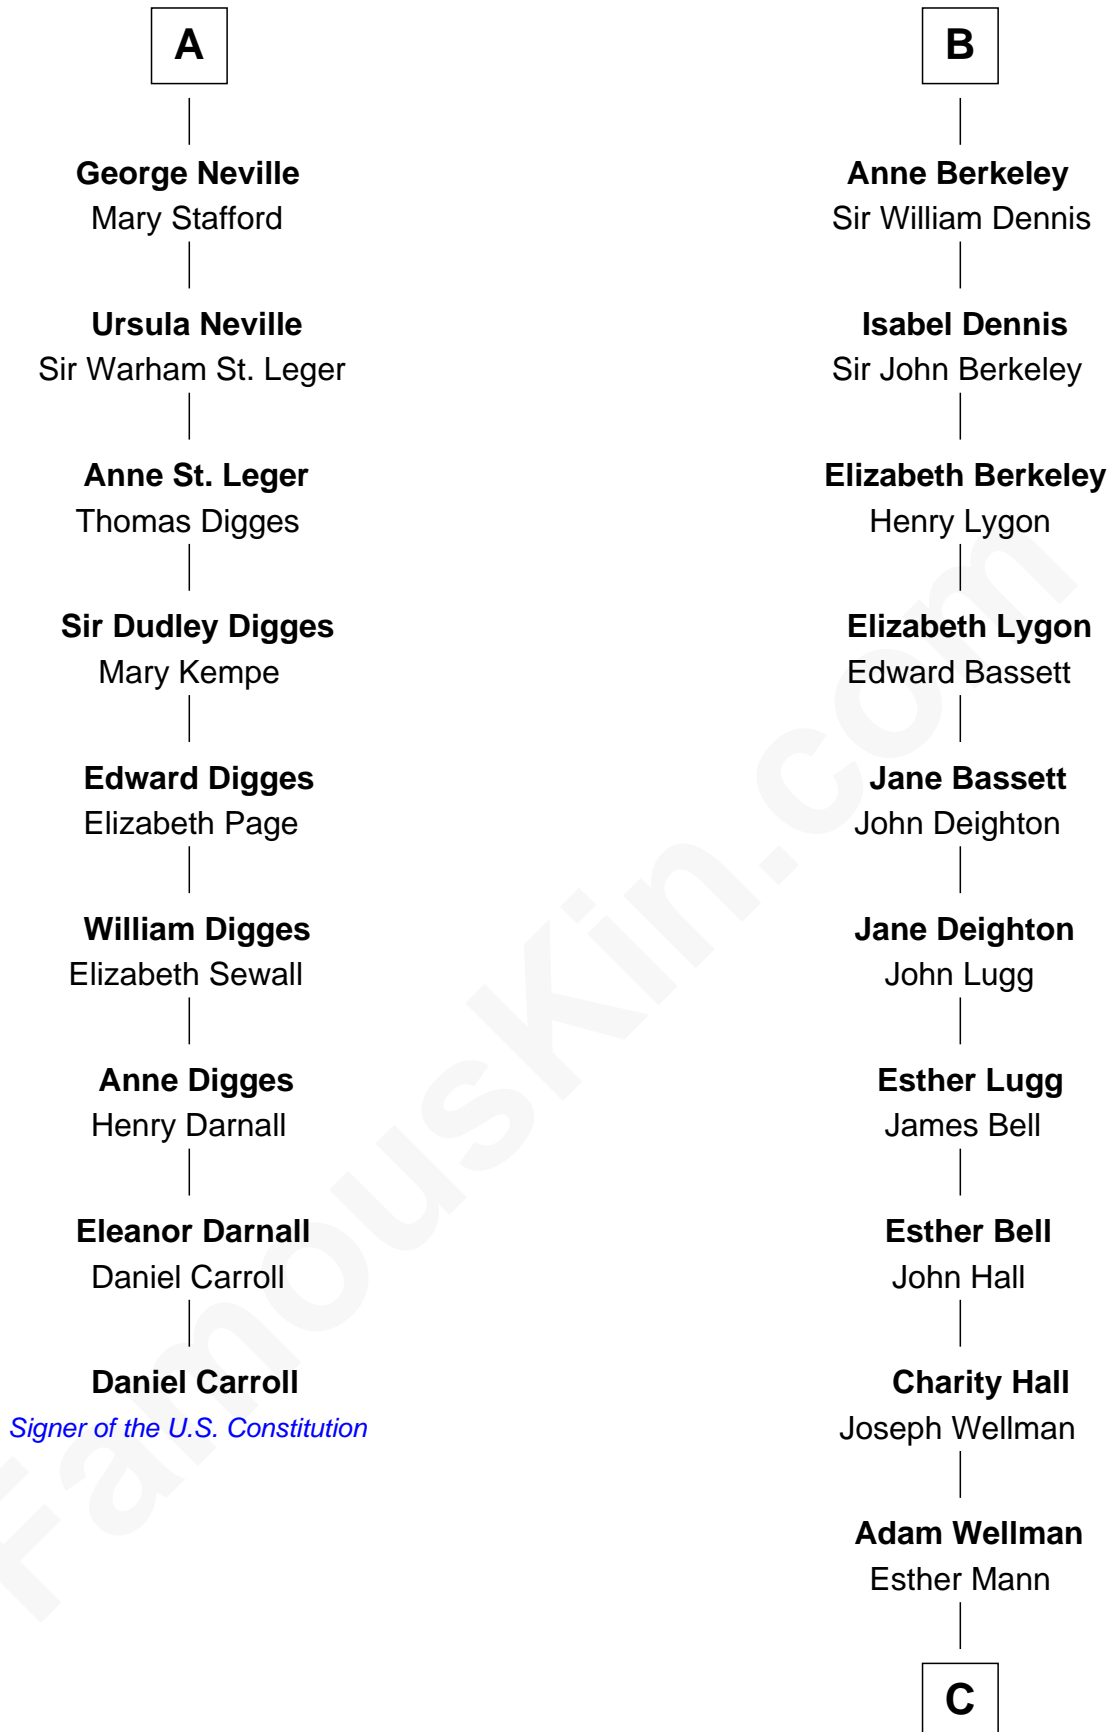 A
George Neville
Mary Stafford
Ursula Neville
Sir Warham St. Leger
Anne St. Leger
Thomas Digges
Sir Dudley Digges
Mary Kempe
Edward Digges
Elizabeth Page
William Digges
Elizabeth Sewall
Anne Digges
Henry Darnall
Eleanor Darnall
Daniel Carroll
Daniel Carroll
Signer of the U.S. Constitution
B
Anne Berkeley
Sir William Dennis
Isabel Dennis
Sir John Berkeley
Elizabeth Berkeley
Henry Lygon
Elizabeth Lygon
Edward Bassett
Jane Bassett
John Deighton
Jane Deighton
John Lugg
Esther Lugg
James Bell
Esther Bell
John Hall
Charity Hall
Joseph Wellman
Adam Wellman
Esther Mann
C
FamousKin.com